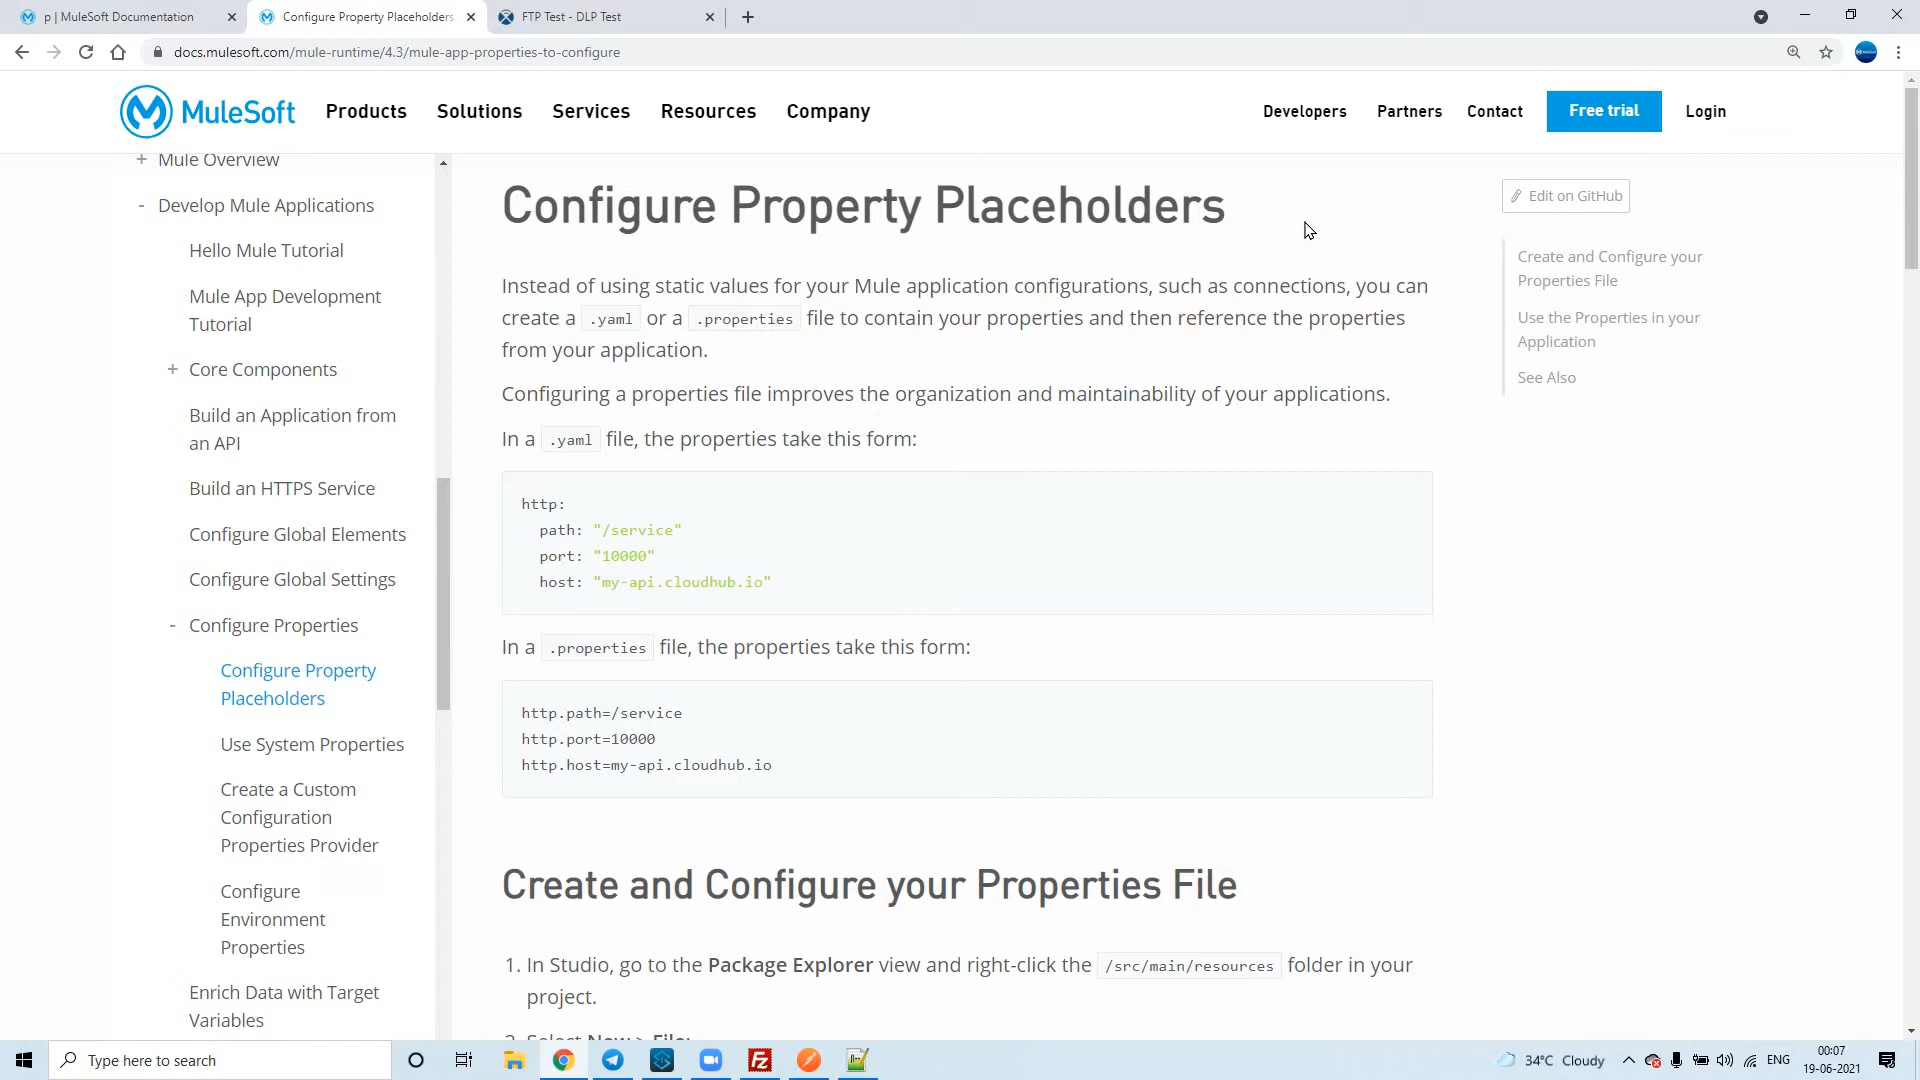 p | MuleSoft Documentation
Configure Property Placeholders
FTP Test - DLP Test
docs.mulesoft.com/mule-runtime/4.3/mule-app-properties-to-configure
MuleSoft
Products
Solutions
Services
Resources
Company
Developers
Partners
Contact
Free trial
Login
+ Mule Overview
- Develop Mule Applications
Hello Mule Tutorial
Mule App Development
Tutorial
+ Core Components
Build an Application from
an API
Build an HTTPS Service
Configure Global Elements
Configure Global Settings
- Configure Properties
Configure Property
Placeholders
Use System Properties
Create a Custom
Configuration
Properties Provider
Configure
Environment
Properties
Enrich Data with Target
Variables
Configure Property Placeholders
Instead of using static values for your Mule application configurations, such as connections, you can
create a .yaml or a .properties file to contain your properties and then reference the properties
from your application.
Configuring a properties file improves the organization and maintainability of your applications.
In a .yaml file, the properties take this form:
http:
path: "/service"
port: "10000"
host: "my-api.cloudhub.io"
In a .properties file, the properties take this form:
http.path=/service
http.port=10000
http.host=my-api.cloudhub.io
Create and Configure your Properties File
1. In Studio, go to the Package Explorer view and right-click the /src/main/resources folder in your
project.
2. Select New > File:
Edit on GitHub
Create and Configure your
Properties File
Use the Properties in your
Application
See Also
Type here to search
34°C Cloudy
ENG
00:07
19-06-2021